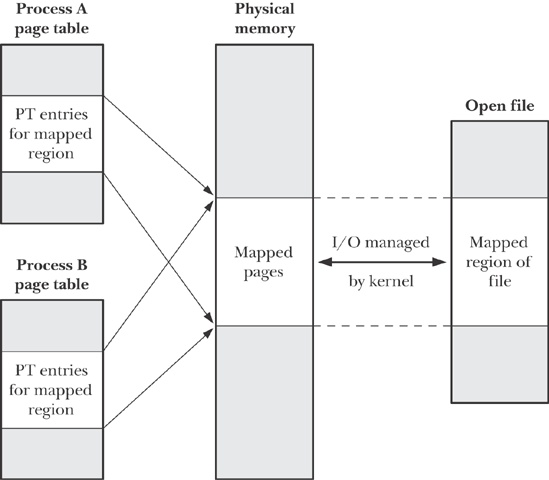 Process A
page table
PT entries
for mapped
region
Process B
page table
PT entries
for mapped
region
Physical
memory
Mapped
pages
I/O managed
by kernel
Open file
Mapped
region of
file